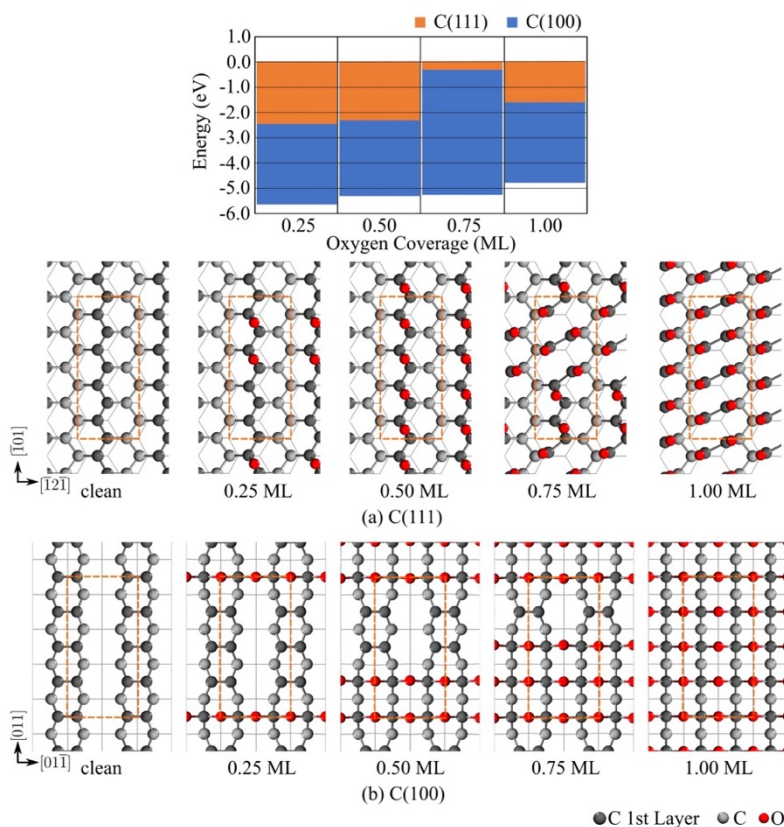 C(111) C(100)
1.0
0.0
-1.0
-2.0
-3.0
-4.0
-5.0
-6.0
Energy (eV)
0.25 0.50 0.75 1.00
Oxygen Coverage (ML)
[1̅01]
[1̅21̅]
clean 0.25 ML 0.50 ML 0.75 ML 1.00 ML
(a) C(111)
[011]
[011̅]
clean 0.25 ML 0.50 ML 0.75 ML 1.00 ML
(b) C(100)
C 1st Layer C O